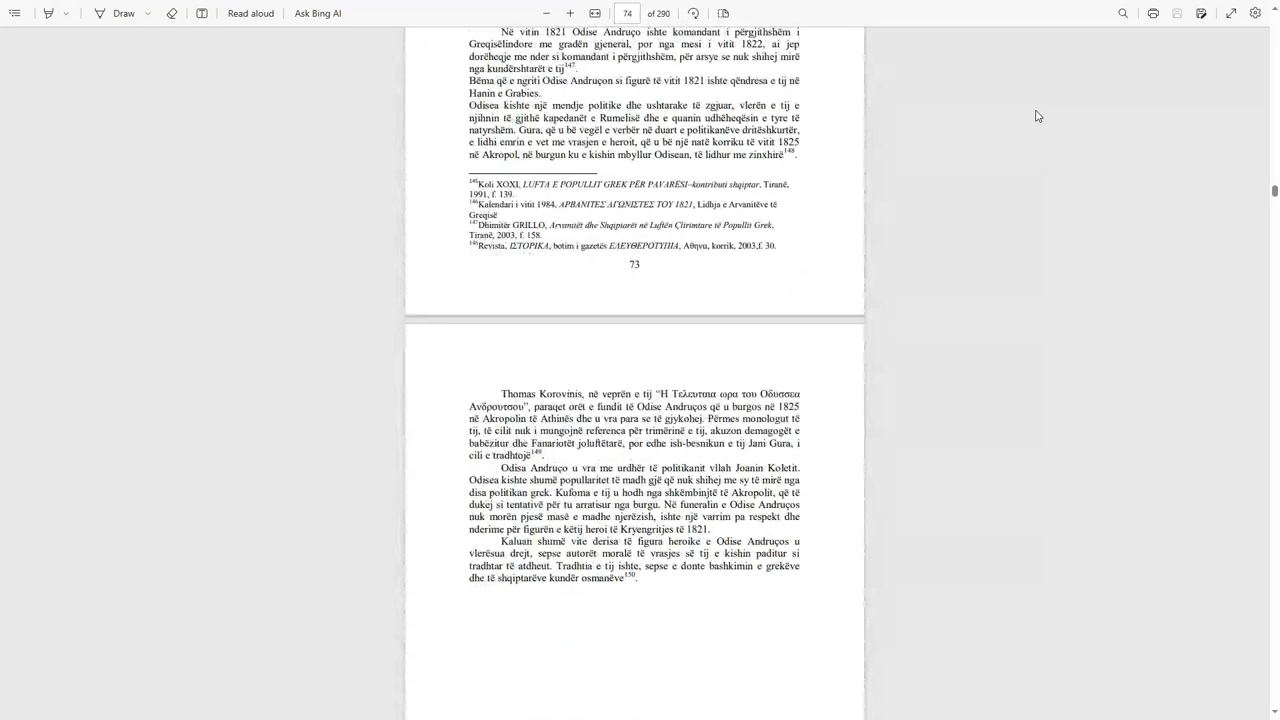 Draw
Read aloud
Ask Bing AI
74
of 290
Në vitin 1821 Odise Andruço ishte komandant i përgjithshëm i
Greqisëlindore me gradën gjeneral, por nga mesi i vitit 1822, ai jep
dorëheqje me nder si komandant i përgjithshëm, për arsye se nuk shihej mirë
nga kundërshtarët e tij147.
Bëma që e ngriti Odise Andruçon si figurë të vitit 1821 ishte qëndresa e tij në
Hanin e Grabies.
Odisea kishte një mendje politike dhe ushtarake të zgjuar, vlerën e tij e
njihnin të gjithë kapedanët e Rumelisë dhe e quanin udhëheqësin e tyre të
natyrshëm. Gura, që u bë vegël e verbër në duart e politikanëve dritëshkurtër,
e lidhi emrin e vet me vrasjen e heroit, që u bë një natë korriku të vitit 1825
në Akropol, në burgun ku e kishin mbyllur Odisean, të lidhur me zinxhirë148.
145Koli XOXI, LUFTA E POPULLIT GREK PËR PAVARËSI–kontributi shqiptar, Tiranë,
1991, f. 139.
146Kalendari i vitit 1984, ΑΡΒΑΝΙΤΕΣ ΑΓΩΝΙΣΤΕΣ ΤΟΥ 1821, Lidhja e Arvanitëve të
Greqisë
147Dhimitër GRILLO, Arvanitët dhe Shqiptarët në Luftën Çlirimtare të Popullit Grek,
Tiranë, 2003, f. 158.
148Revista, ΙΣΤΟΡΙΚΑ, botim i gazetës ΕΛΕΥΘΕΡΟΤΥΠΙΑ, Αθηνα, korrik, 2003,f. 30.
73
Thomas Korovinis, në veprën e tij “Η Τελευταια ωρα του Οδυσσεα
Ανδρουτσου”, paraqet orët e fundit të Odise Andruços që u burgos në 1825
në Akropolin të Athinës dhe u vra para se të gjykohej. Përmes monologut të
tij, të cilit nuk i mungojnë referenca për trimërinë e tij, akuzon demagogët e
babëzitur dhe Fanariotët joluftëtarë, por edhe ish-besnikun e tij Jani Gura, i
cili e tradhtojë149.
Odisa Andruço u vra me urdhër të politikanit vllah Joanin Koletit.
Odisea kishte shumë popullaritet të madh gjë që nuk shihej me sy të mirë nga
disa politikan grek. Kufoma e tij u hodh nga shkëmbinjtë të Akropolit, që të
dukej si tentativë për tu arratisur nga burgu. Në funeralin e Odise Andruços
nuk morën pjesë masë e madhe njerëzish, ishte një varrim pa respekt dhe
nderime për figurën e këtij heroi të Kryengritjes të 1821.
Kaluan shumë vite derisa të figura heroike e Odise Andruços u
vlerësua drejt, sepse autorët moralë të vrasjes së tij e kishin paditur si
tradhtar të atdheut. Tradhtia e tij ishte, sepse e donte bashkimin e grekëve
dhe të shqiptarëve kundër osmanëve150.